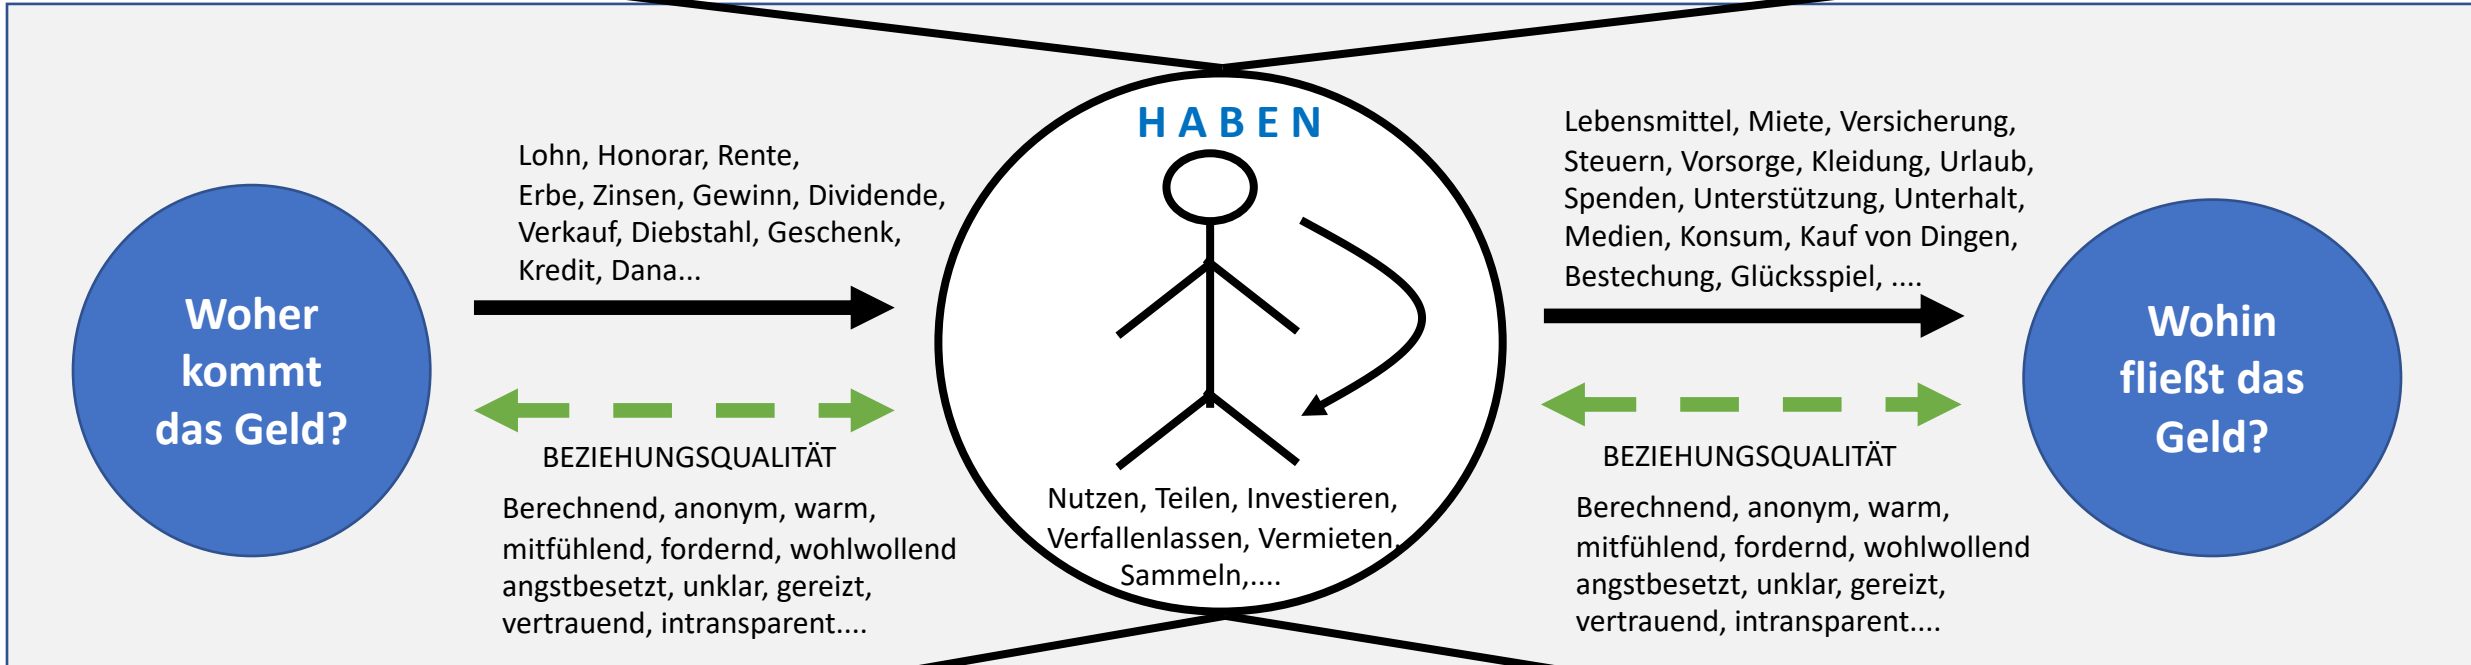 Woher
kommt
das Geld?
Lohn, Honorar, Rente,
Erbe, Zinsen, Gewinn, Dividende,
Verkauf, Diebstahl, Geschenk,
Kredit, Dana...
BEZIEHUNGSQUALITÄT
Berechnend, anonym, warm,
mitfühlend, fordernd, wohlwollend
angstbesetzt, unklar, gereizt,
vertrauend, intransparent....
HABEN
Nutzen, Teilen, Investieren,
Verfallenlassen, Vermieten,
Sammeln,....
Lebensmittel, Miete, Versicherung,
Steuern, Vorsorge, Kleidung, Urlaub,
Spenden, Unterstützung, Unterhalt,
Medien, Konsum, Kauf von Dingen,
Bestechung, Glücksspiel, ....
BEZIEHUNGSQUALITÄT
Berechnend, anonym, warm,
mitfühlend, fordernd, wohlwollend
angstbesetzt, unklar, gereizt,
vertrauend, intransparent....
Wohin
fließt das
Geld?